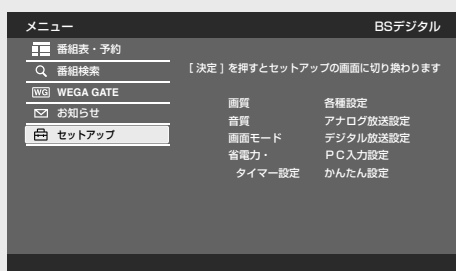 メニュー BSデジタル
番組表・予約
番組検索
WG WEGA GATE
お知らせ
セットアップ
[ 決定 ] を押すとセットアップの画面に切り換わります
画質 各種設定
音質 アナログ放送設定
画面モード デジタル放送設定
省電力・ PC入力設定
タイマー設定 かんたん設定